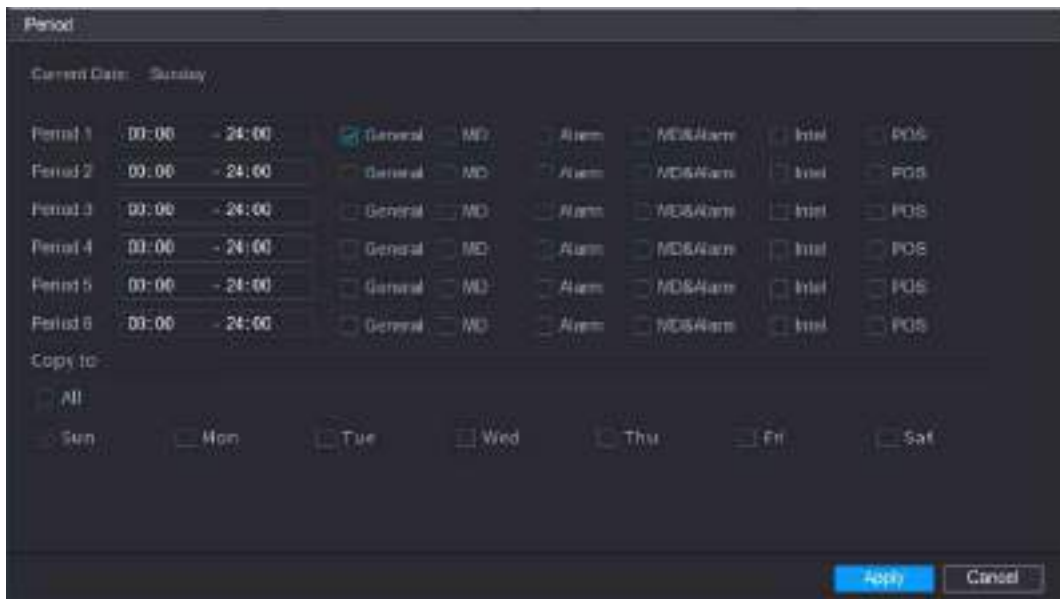 Period
Current Date: Sunday
Period 1 00:00 - 24:00 General MD Alarm MD&Alarm Intel POS
Period 2 00:00 - 24:00 General MD Alarm MD&Alarm Intel POS
Period 3 00:00 - 24:00 General MD Alarm MD&Alarm Intel POS
Period 4 00:00 - 24:00 General MD Alarm MD&Alarm Intel POS
Period 5 00:00 - 24:00 General MD Alarm MD&Alarm Intel POS
Period 6 00:00 - 24:00 General MD Alarm MD&Alarm Intel POS
Copy to
All
Sun Mon Tue Wed Thu Fri Sat
Apply Cancel